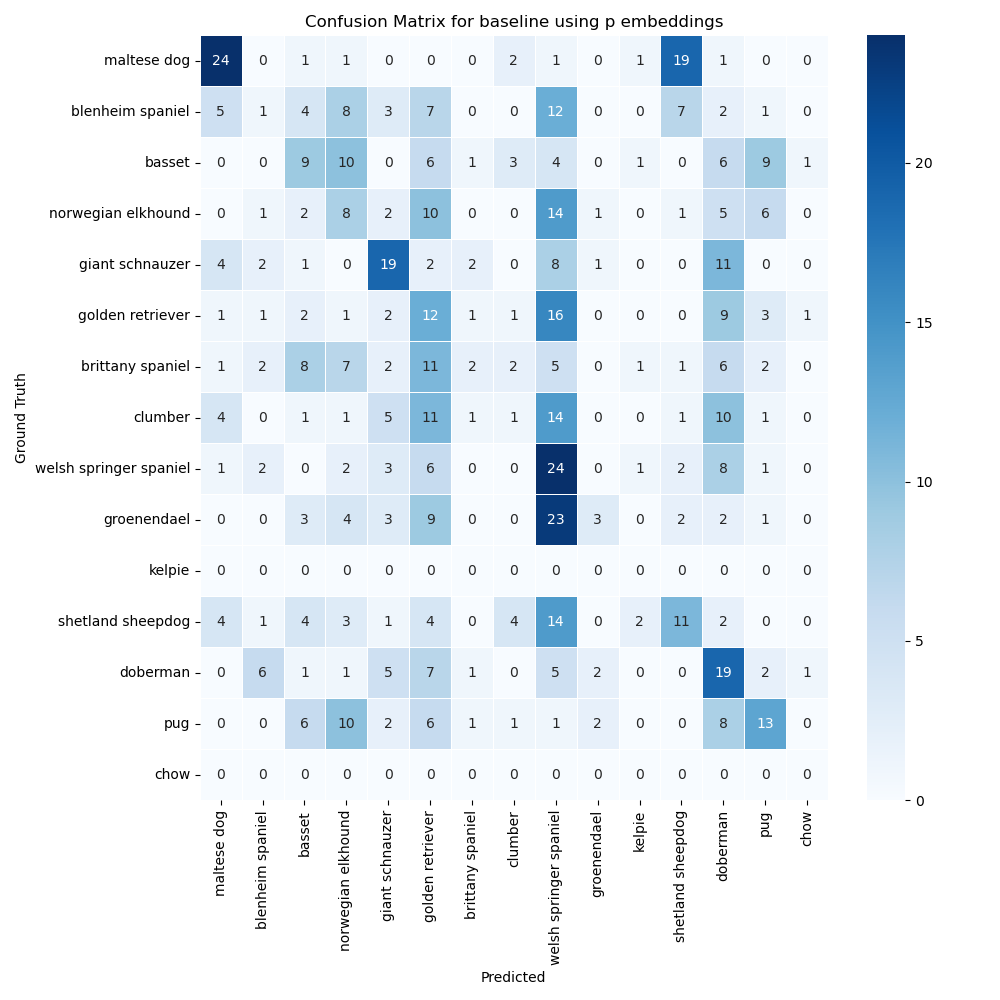 Confusion Matrix for baseline using p embeddings
maltese dog 24 0 1 1 0 0 0 2 1 0 1 19 1 0 0
blenheim spaniel 5 1 4 8 3 7 0 0 12 0 0 7 2 1 0
basset 0 0 9 10 0 6 1 3 4 0 1 0 6 9 1
norwegian elkhound 0 1 2 8 2 10 0 0 14 1 0 1 5 6 0
giant schnauzer 4 2 1 0 19 2 2 0 8 1 0 0 11 0 0
golden retriever 1 1 2 1 2 12 1 1 16 0 0 0 9 3 1
brittany spaniel 1 2 8 7 2 11 2 2 5 0 1 1 6 2 0
clumber 4 0 1 1 5 11 1 1 14 0 0 1 10 1 0
welsh springer spaniel 1 2 0 2 3 6 0 0 24 0 1 2 8 1 0
groenendael 0 0 3 4 3 9 0 0 23 3 0 2 2 1 0
kelpie 0 0 0 0 0 0 0 0 0 0 0 0 0 0 0
shetland sheepdog 4 1 4 3 1 4 0 4 14 0 2 11 2 0 0
doberman 0 6 1 1 5 7 1 0 5 2 0 0 19 2 1
pug 0 0 6 10 2 6 1 1 1 2 0 0 8 13 0
chow 0 0 0 0 0 0 0 0 0 0 0 0 0 0 0
Ground Truth
maltese dog
blenheim spaniel
basset
norwegian elkhound
giant schnauzer
golden retriever
brittany spaniel
clumber
welsh springer spaniel
groenendael
kelpie
shetland sheepdog
doberman
pug
chow
Predicted
20
15
10
5
0